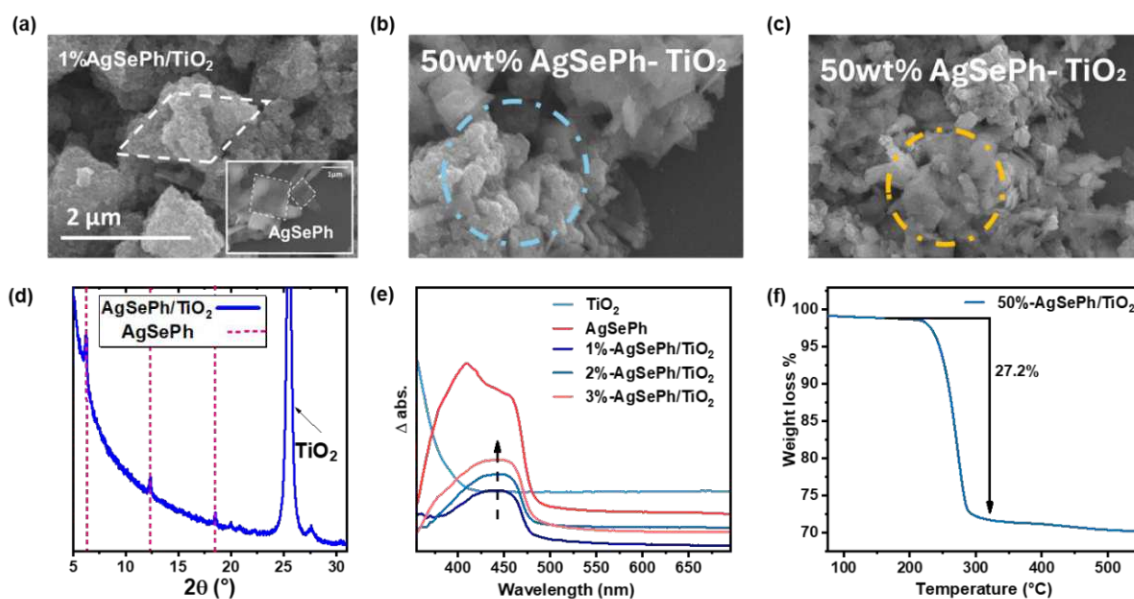 (a)
1%AgSePh/TiO₂
2 μm
1μm
AgSePh
(b)
50wt% AgSePh- TiO₂
(c)
50wt% AgSePh- TiO₂
(d)
AgSePh/TiO₂
AgSePh
TiO₂
5 10 15 20 25 30
2θ (°)
(e)
TiO₂
AgSePh
1%-AgSePh/TiO₂
2%-AgSePh/TiO₂
3%-AgSePh/TiO₂
Δ abs.
400 450 500 550 600 650
Wavelength (nm)
(f)
50%-AgSePh/TiO₂
27.2%
Weight loss %
100
95
90
85
80
75
70
100 200 300 400 500
Temperature (°C)